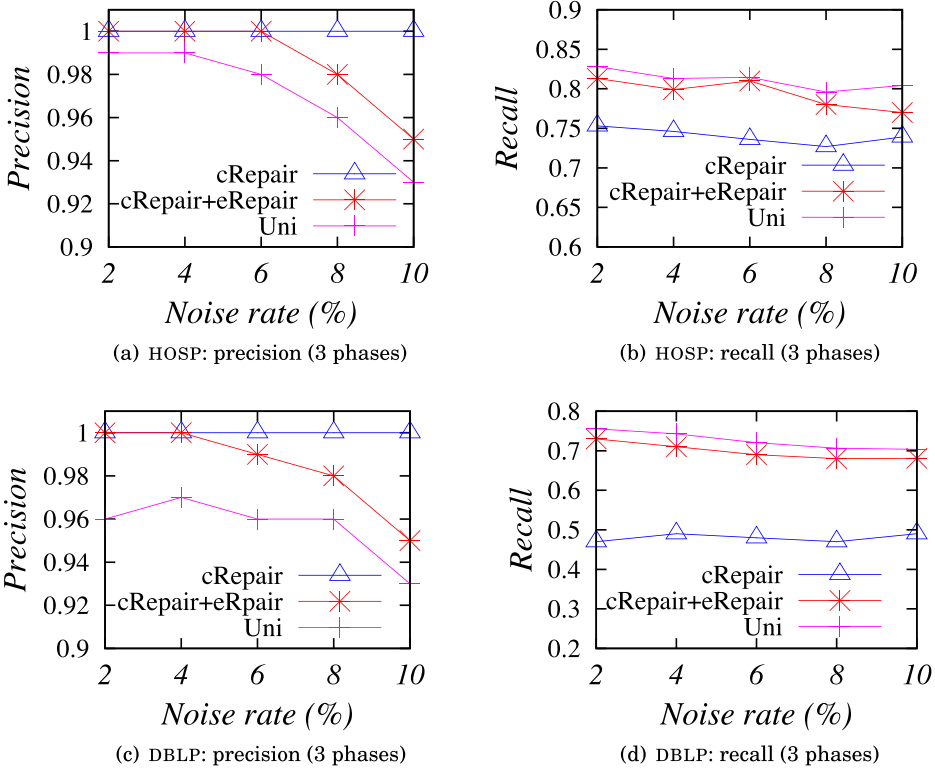 1
0.98
0.96
0.94
0.92
0.9
Precision
cRepair
cRepair+eRepair
Uni
2 4 6 8 10
Noise rate (%)
(a) HOSP: precision (3 phases)
0.9
0.85
0.8
0.75
0.7
0.65
0.6
Recall
cRepair
cRepair+eRepair
Uni
2 4 6 8 10
Noise rate (%)
(b) HOSP: recall (3 phases)
1
0.98
0.96
0.94
0.92
0.9
Precision
cRepair
cRepair+eRpair
Uni
2 4 6 8 10
Noise rate (%)
(c) DBLP: precision (3 phases)
0.8
0.7
0.6
0.5
0.4
0.3
0.2
Recall
cRepair
cRepair+eRepair
Uni
2 4 6 8 10
Noise rate (%)
(d) DBLP: recall (3 phases)